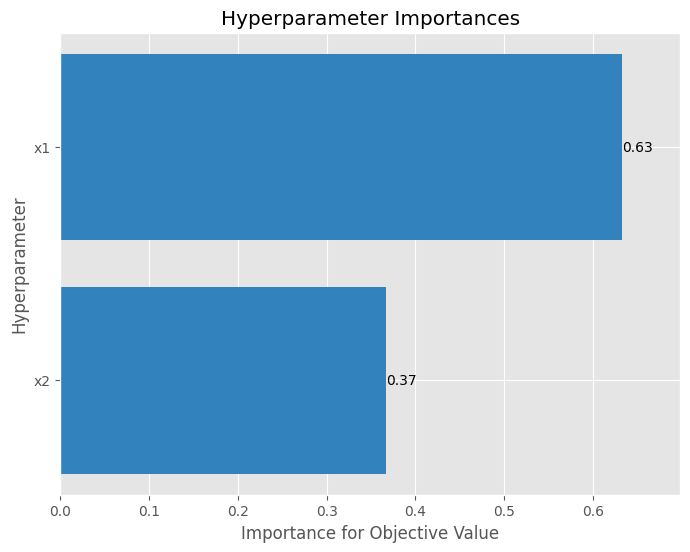 Hyperparameter Importances
Hyperparameter
x1
0.63
x2
0.37
0.0 0.1 0.2 0.3 0.4 0.5 0.6
Importance for Objective Value